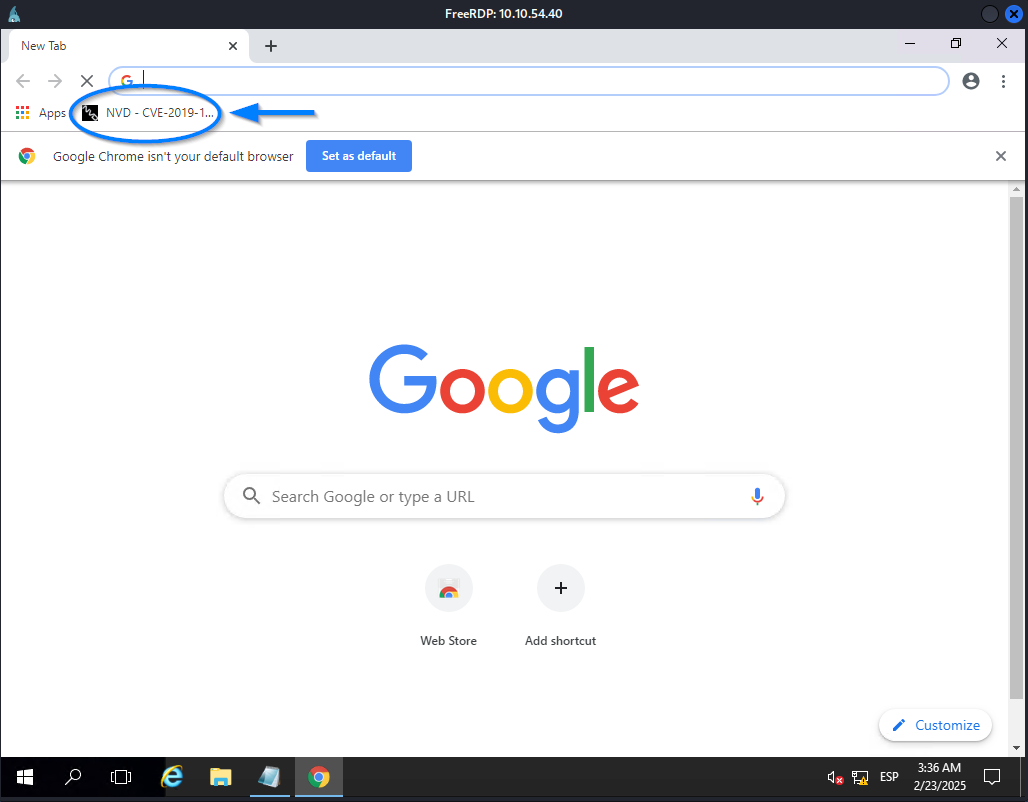 FreeRDP: 10.10.54.40
New Tab
Apps NVD - CVE-2019-1...
Google Chrome isn't your default browser Set as default
Google
Search Google or type a URL
Web Store Add shortcut
Customize
ESP
3:36 AM
2/23/2025